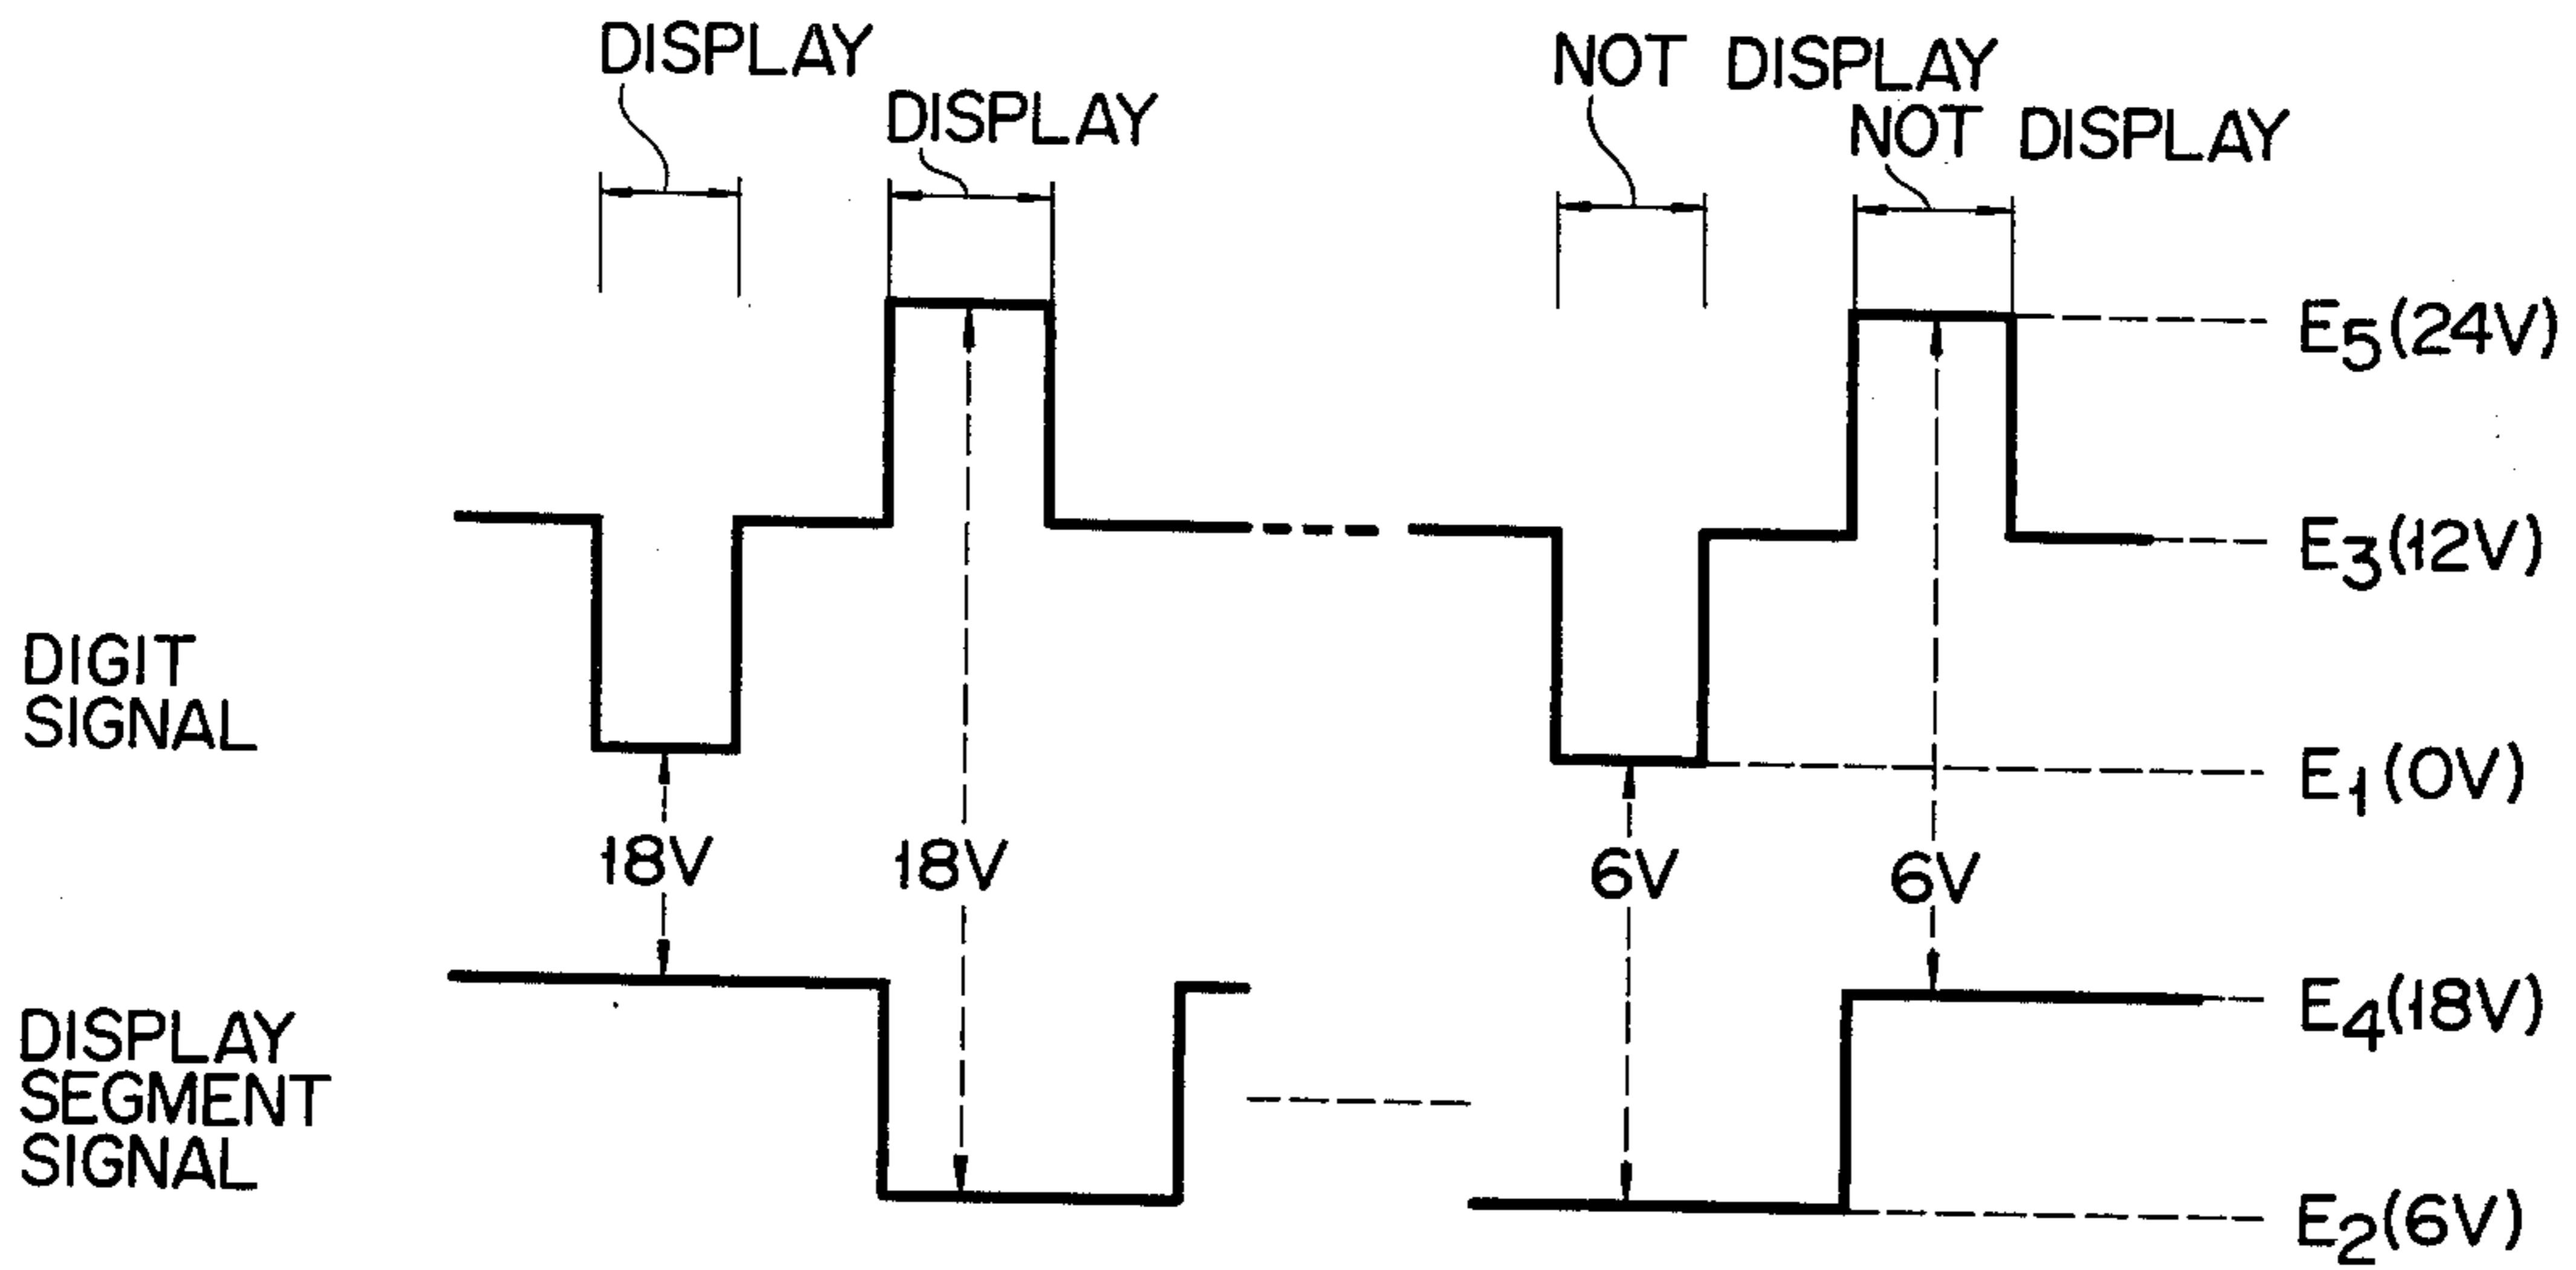 DISPLAY
DISPLAY
NOT DISPLAY
NOT DISPLAY
E5(24V)
E3(12V)
DIGIT
SIGNAL
E1(0V)
18V
18V
6V
6V
E4(18V)
DISPLAY
SEGMENT
SIGNAL
E2(6V)